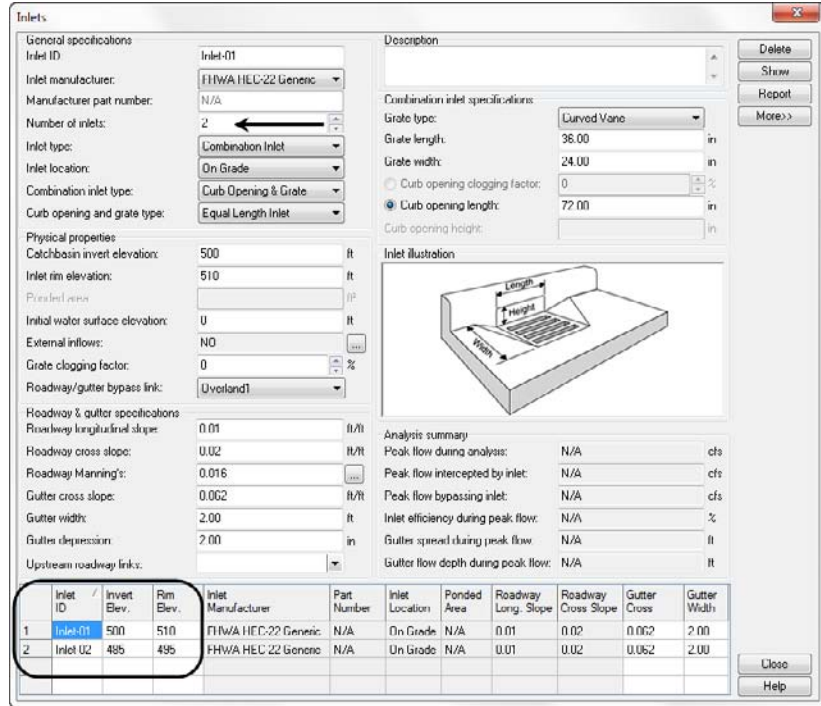 Inlets
General specifications
Inlet ID Inlet-01
Inlet manufacturer: FHWA HEC-22 Generic
Manufacturer part number: N/A
Number of inlets: 2
Inlet type: Combination Inlet
Inlet location: On Grade
Combination inlet type: Curb Opening & Grate
Curb opening and grate type: Equal Length Inlet
Physical properties
Catchbasin invert elevation: 500 ft
Inlet rim elevation: 510 ft
Ponded area ft²
Initial water surface elevation: 0 ft
External inflows: NO ...
Grate clogging factor: 0 %
Roadway/gutter bypass link: Overland1
Roadway & gutter specifications
Roadway longitudinal slope: 0.01 ft/ft
Roadway cross slope: 0.02 ft/ft
Roadway Manning's: 0.016 ...
Gutter cross slope: 0.062 ft/ft
Gutter width: 2.00 ft
Gutter depression: 2.00 in
Upstream roadway links:
Description
Combination inlet specifications
Grate type: Curved Vane
Grate length: 36.00 in
Grate width: 24.00 in
Curb opening clogging factor: 0 %
Curb opening length: 72.00 in
Curb opening height: in
Inlet illustration
Length
Height
Width
Analysis summary
Peak flow during analysis: N/A cfs
Peak flow intercepted by inlet: N/A cfs
Peak flow bypassing inlet: N/A cfs
Inlet efficiency during peak flow: N/A %
Gutter spread during peak flow: N/A ft
Gutter flow depth during peak flow: N/A ft
Delete
Show
Report
More>>
Inlet ID Invert Elev. Rim Elev. Inlet Manufacturer Part Number Inlet Location Ponded Area Roadway Long. Slope Roadway Cross Slope Gutter Cross Gutter Width
1 Inlet-01 500 510 FHWA HEC-22 Generic N/A On Grade N/A 0.01 0.02 0.062 2.00
2 Inlet-02 485 495 FHWA HEC-22 Generic N/A On Grade N/A 0.01 0.02 0.062 2.00
Close
Help